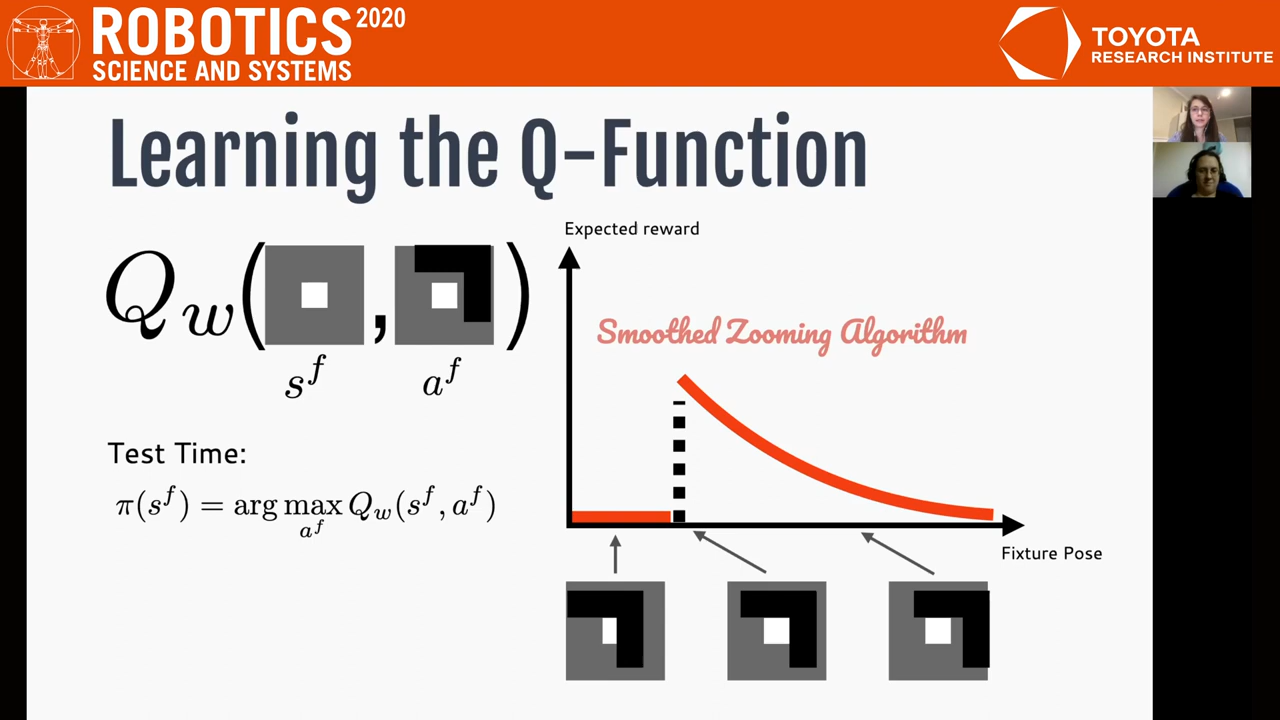 ROBOTICS 2020
SCIENCE AND SYSTEMS
TOYOTA
RESEARCH INSTITUTE
Learning the Q-Function
Q_w( , )
s^f a^f
Test Time:
π(s^f) = arg max_{a^f} Q_w(s^f, a^f)
Expected reward
Smoothed Zooming Algorithm
Fixture Pose